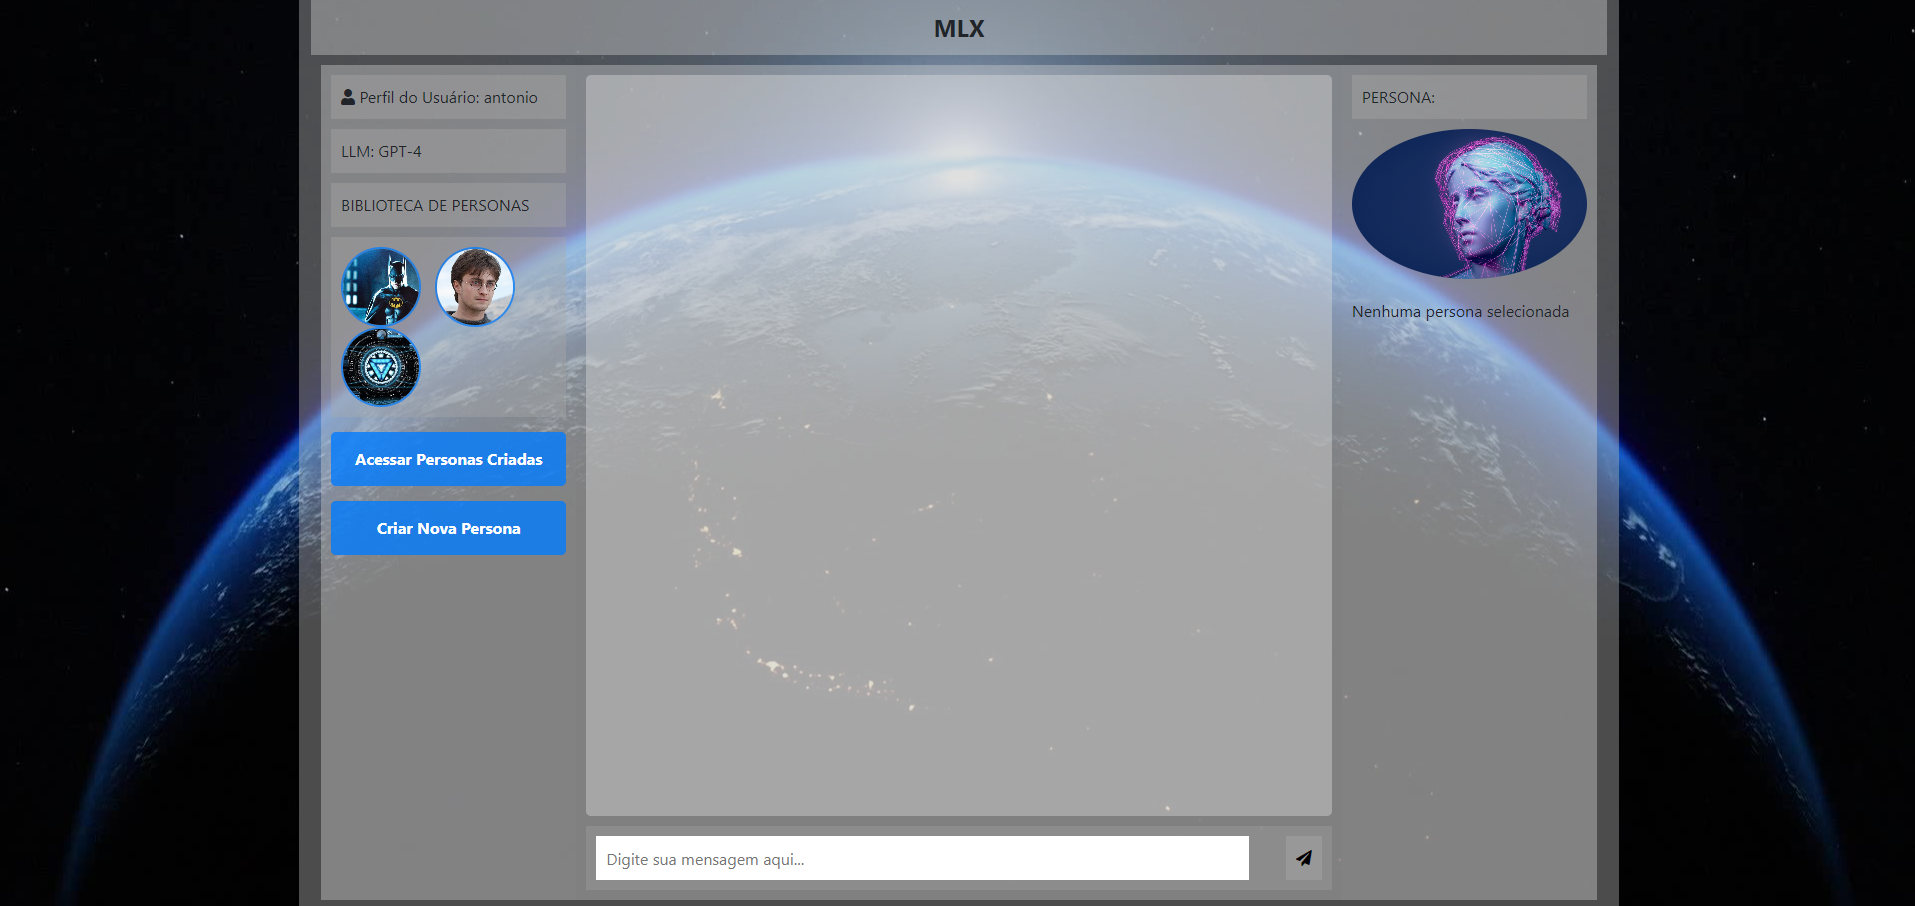 MLX
Perfil do Usuário: antonio
LLM: GPT-4
BIBLIOTECA DE PERSONAS
Acessar Personas Criadas
Criar Nova Persona
Digite sua mensagem aqui...
PERSONA:
Nenhuma persona selecionada